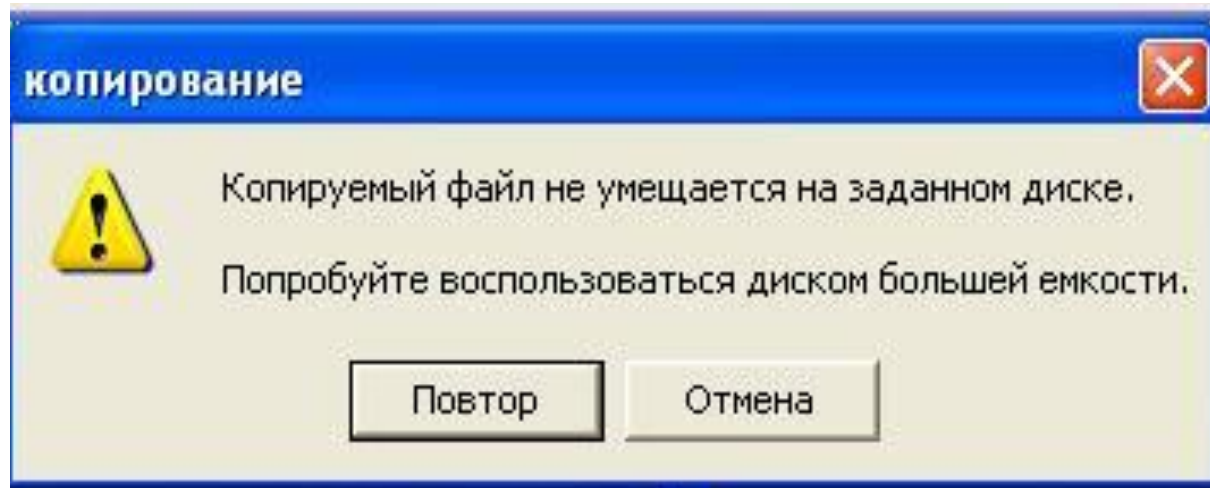 копирование
Копируемый файл не умещается на заданном диске.
Попробуйте воспользоваться диском большей емкости.
Повтор
Отмена